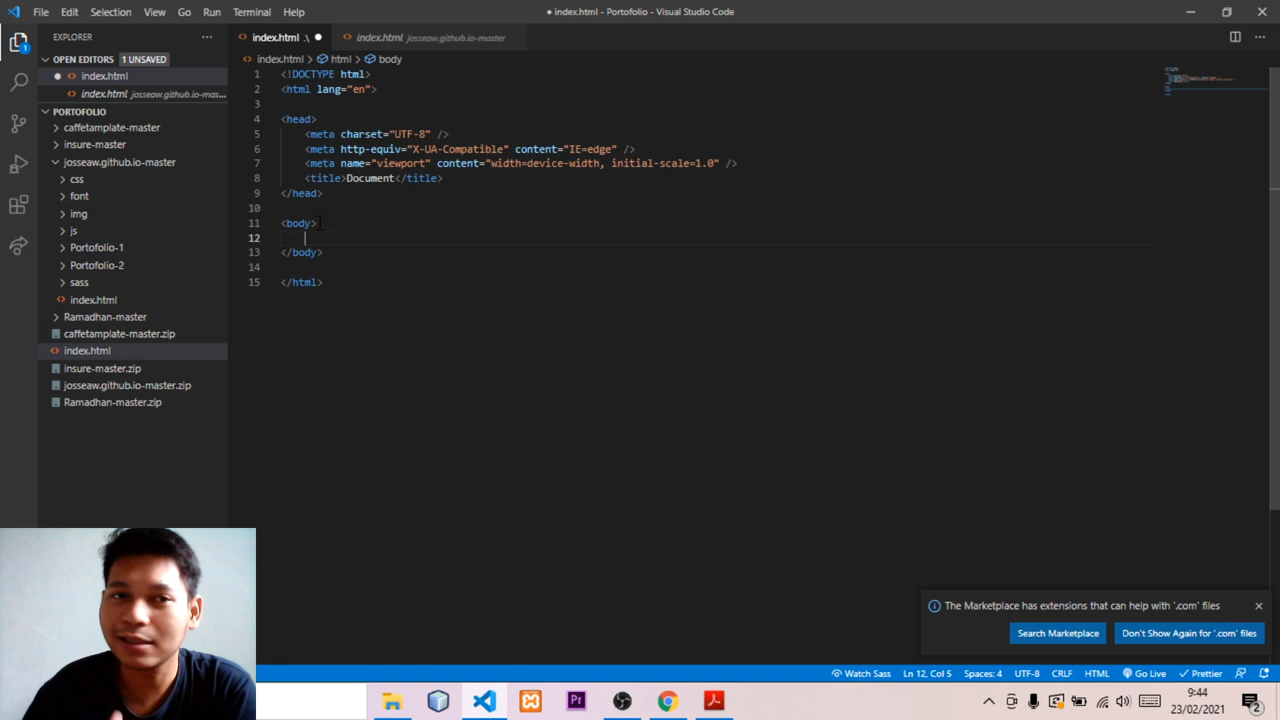 File Edit Selection View Go Run Terminal Help
● index.html - Portofolio - Visual Studio Code
EXPLORER ···
OPEN EDITORS 1 UNSAVED
index.html
index.html josseaw.github.io-mas...
PORTOFOLIO
caffetamplate-master
insure-master
josseaw.github.io-master
css
font
img
js
Portofolio-1
Portofolio-2
sass
index.html
Ramadhan-master
caffetamplate-master.zip
index.html
insure-master.zip
josseaw.github.io-master.zip
Ramadhan-master.zip
index.html .\ ● index.html josseaw.github.io-master
index.html > html > body
1 <!DOCTYPE html>
2 <html lang="en">
3
4 <head>
5 <meta charset="UTF-8" />
6 <meta http-equiv="X-UA-Compatible" content="IE=edge" />
7 <meta name="viewport" content="width=device-width, initial-scale=1.0" />
8 <title>Document</title>
9 </head>
10
11 <body>
12
13 </body>
14
15 </html>
The Marketplace has extensions that can help with '.com' files
Search Marketplace Don't Show Again for '.com' files
Watch Sass Ln 12, Col 5 Spaces: 4 UTF-8 CRLF HTML Go Live Prettier
9:44
23/02/2021
2